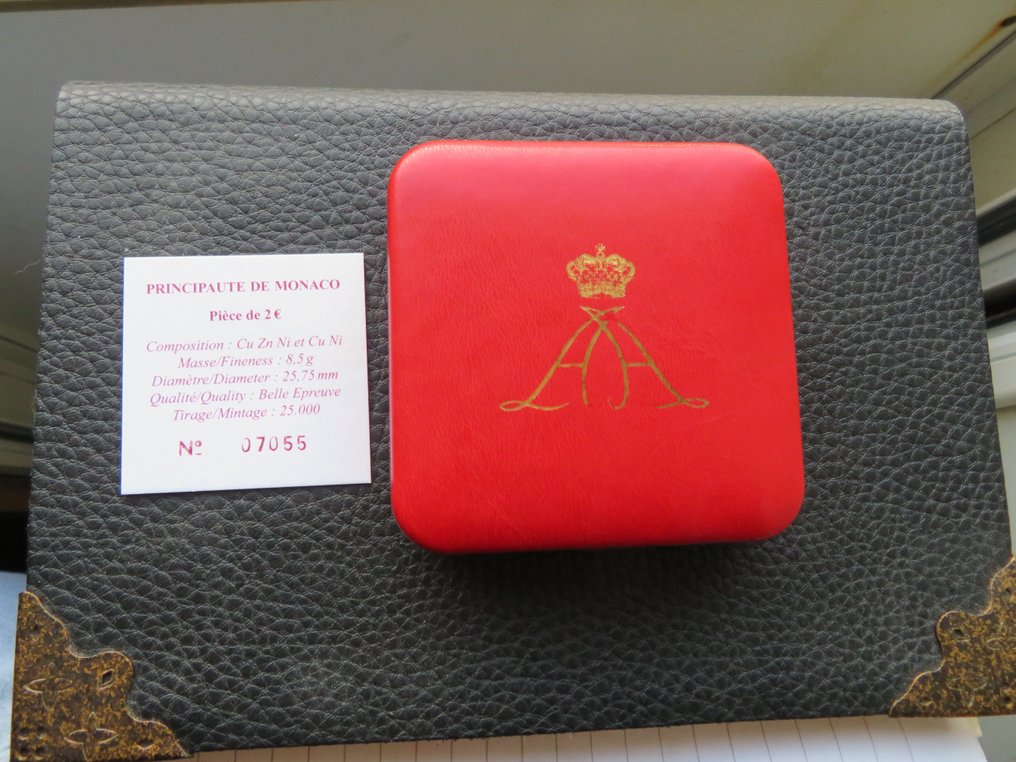 PRINCIPAUTE DE MONACO
Pièce de 2 €
Composition : Cu Zn Ni et Cu Ni
Masse/Fineness : 8,5 g
Diamètre/Diameter : 25,75 mm
Qualité/Quality : Belle Epreuve
Tirage/Mintage : 25.000
Nº 07055